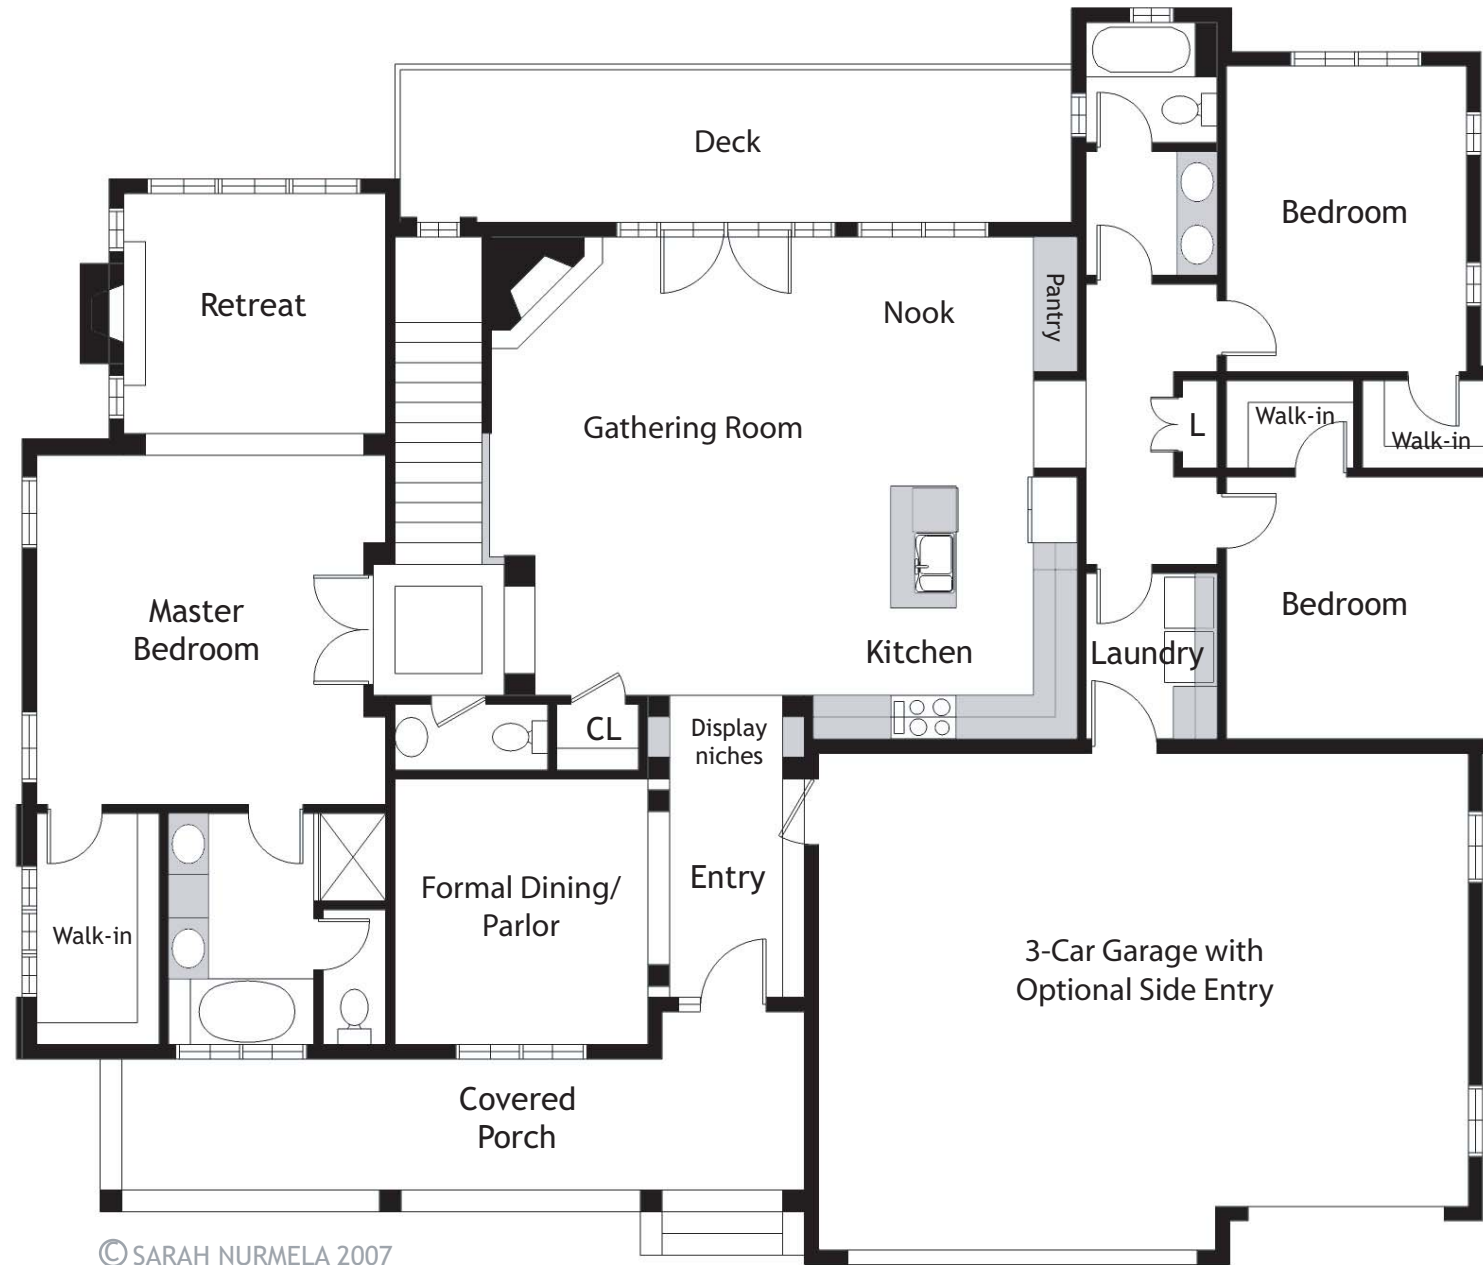 Deck
Bedroom
Retreat
Nook
Pantry
Gathering Room
L
Walk-in
Walk-in
Master
Bedroom
Bedroom
Kitchen
Laundry
CL
Display
niches
Formal Dining/
Parlor
Entry
Walk-in
3-Car Garage with
Optional Side Entry
Covered
Porch
© SARAH NURMELA 2007